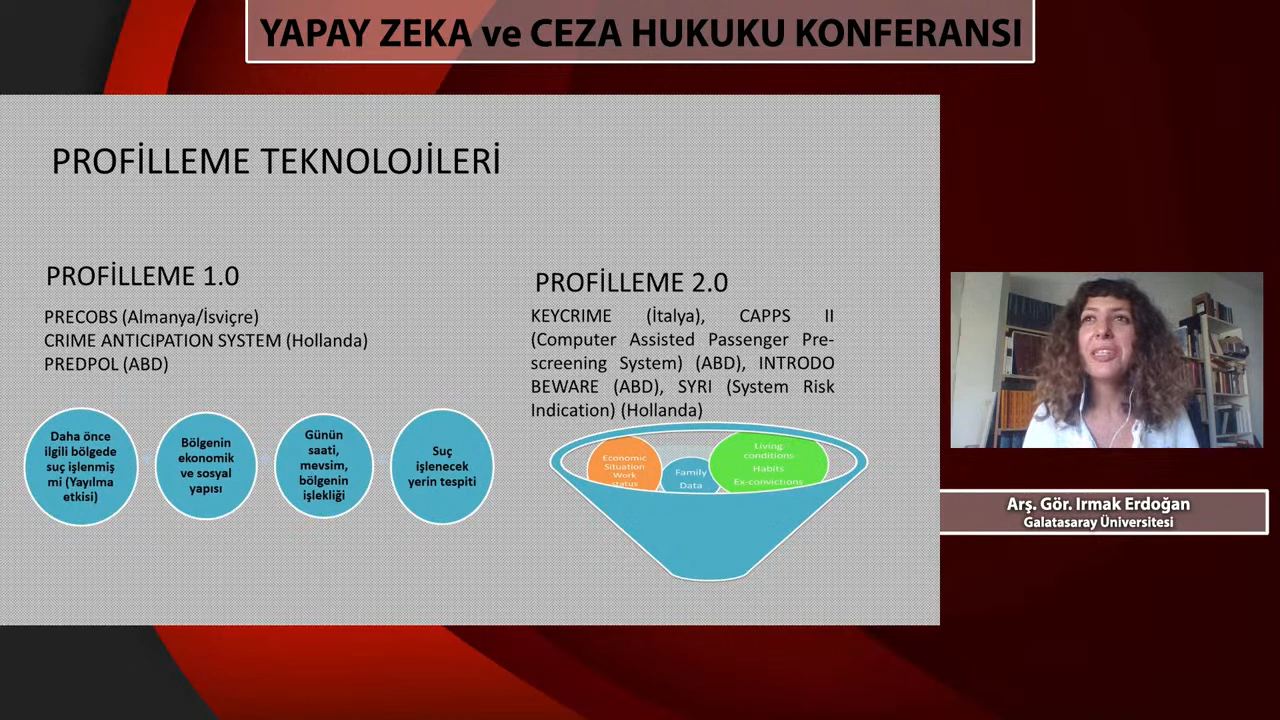 YAPAY ZEKA ve CEZA HUKUKU KONFERANSI
PROFİLLEME TEKNOLOJİLERİ
PROFİLLEME 1.0
PRECOBS (Almanya/İsviçre)
CRIME ANTICIPATION SYSTEM (Hollanda)
PREDPOL (ABD)
Daha önce
ilgili bölgede
suç işlenmiş
mi (Yayılma
etkisi)
Bölgenin
ekonomik
ve sosyal
yapısı
Günün
saati,
mevsim,
bölgenin
işlekliği
Suç
işlenecek
yerin tespiti
PROFİLLEME 2.0
KEYCRIME (İtalya), CAPPS II
(Computer Assisted Passenger Pre-
screening System) (ABD), INTRODO
BEWARE (ABD), SYRI (System Risk
Indication) (Hollanda)
Economic
Situation
Work
status
Family
Data
Living
conditions
Habits
Ex-convictions
Arş. Gör. Irmak Erdoğan
Galatasaray Üniversitesi